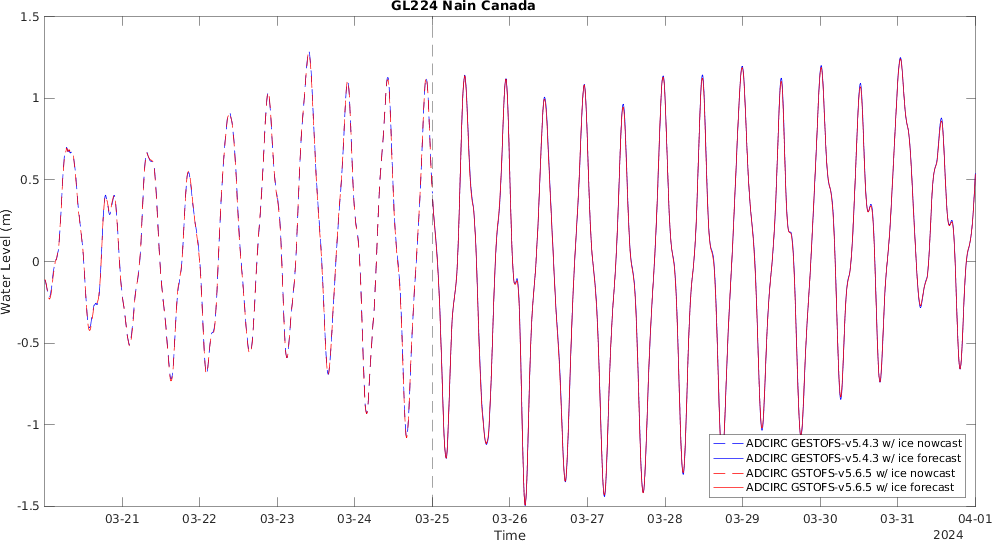 GL224 Nain Canada
1.5
1
0.5
0
-0.5
-1
-1.5
Water Level (m)
ADCIRC GESTOFS-v5.4.3 w/ ice nowcast
ADCIRC GESTOFS-v5.4.3 w/ ice forecast
ADCIRC GSTOFS-v5.6.5 w/ ice nowcast
ADCIRC GSTOFS-v5.6.5 w/ ice forecast
03-21 03-22 03-23 03-24 03-25 03-26 03-27 03-28 03-29 03-30 03-31 04-01
Time
2024